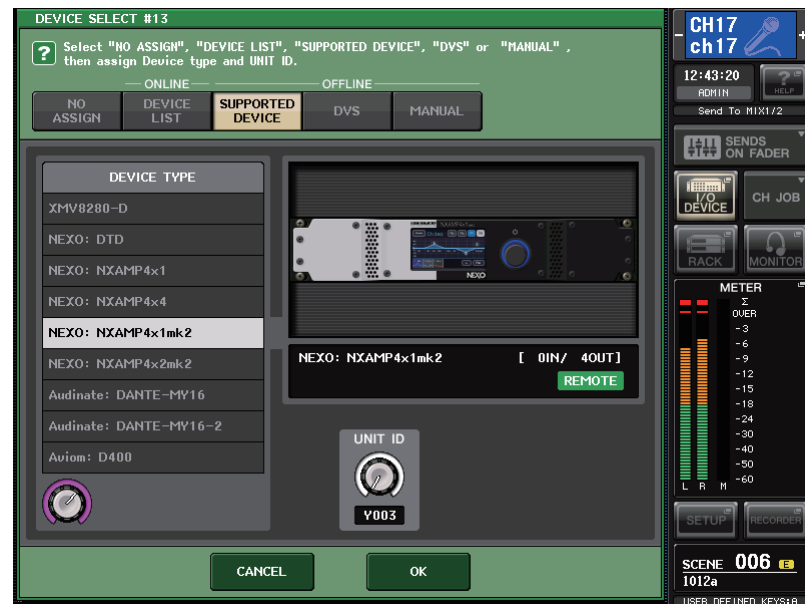 DEVICE SELECT #13
Select "NO ASSIGN", "DEVICE LIST", "SUPPORTED DEVICE", "DVS" or "MANUAL" ,
then assign Device type and UNIT ID.
ONLINE
OFFLINE
NO ASSIGN
DEVICE LIST
SUPPORTED DEVICE
DVS
MANUAL
DEVICE TYPE
XMV8280-D
NEXO: DTD
NEXO: NXAMP4x1
NEXO: NXAMP4x4
NEXO: NXAMP4x1mk2
NEXO: NXAMP4x2mk2
Audinate: DANTE-MY16
Audinate: DANTE-MY16-2
Aviom: D400
NEXO
NEXO: NXAMP4x1mk2 [ 0IN/ 4OUT]
REMOTE
UNIT ID
Y003
CANCEL
OK
- CH17 +
ch17
12:43:20
ADMIN
?
HELP
Send To MIX1/2
SENDS ON FADER
I/O DEVICE
CH JOB
RACK
MONITOR
METER
Σ
OVER
-3
-6
-9
-12
-15
-18
-24
-30
-40
-50
-60
L R M
SETUP
RECORDER
SCENE 006 E
1012a
USER DEFINED KEYS:A